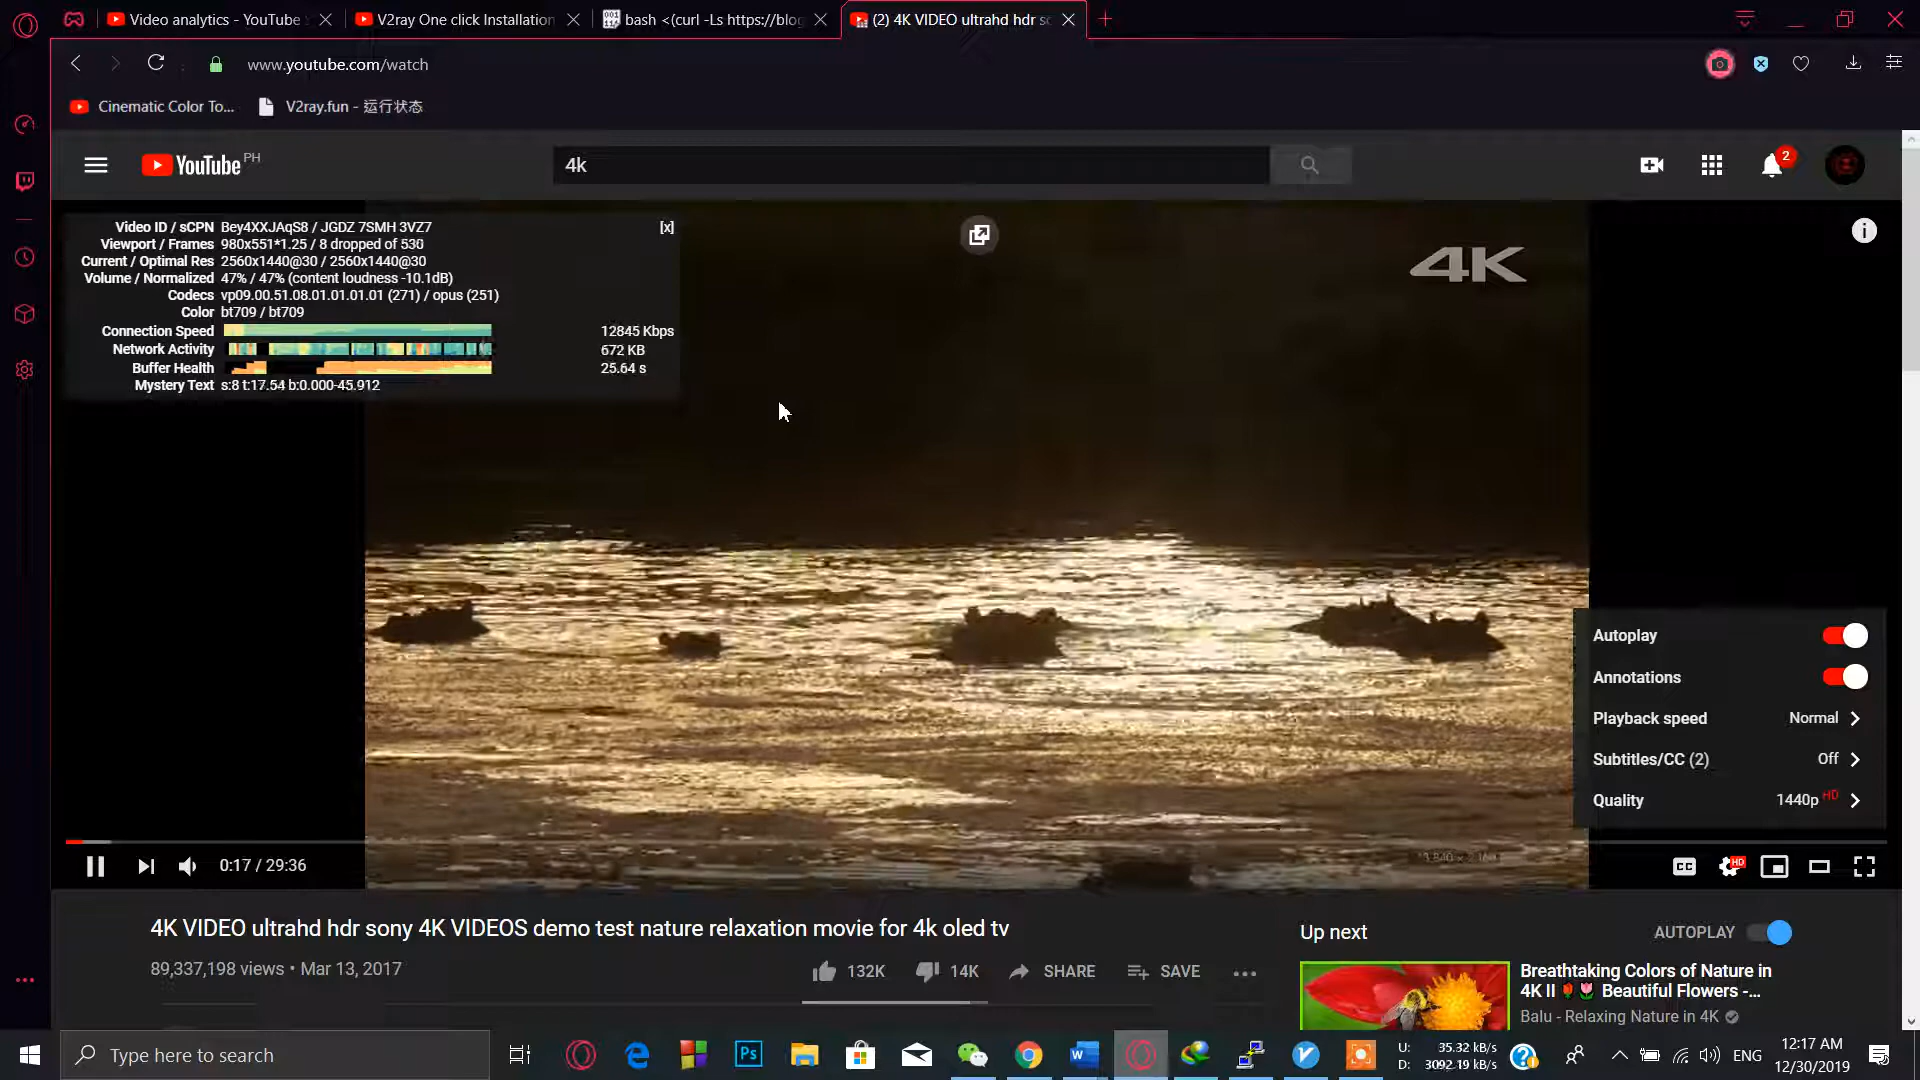 Video analytics - YouTube
V2ray One click Installation
bash <(curl -Ls https://blog
(2) 4K VIDEO ultrahd hdr so
www.youtube.com/watch
Cinematic Color To...
V2ray.fun - 运行状态
YouTube PH
4k
2
Video ID / sCPN Bey4XXJAqS8 / JGDZ 7SMH 3VZ7 [x]
Viewport / Frames 980x551*1.25 / 8 dropped of 530
Current / Optimal Res 2560x1440@30 / 2560x1440@30
Volume / Normalized 47% / 47% (content loudness -10.1dB)
Codecs vp09.00.51.08.01.01.01.01 (271) / opus (251)
Color bt709 / bt709
Connection Speed 12845 Kbps
Network Activity 672 KB
Buffer Health 25.64 s
Mystery Text s:8 t:17.54 b:0.000-45.912
4K
Autoplay
Annotations
Playback speed Normal
Subtitles/CC (2) Off
Quality 1440p HD
0:17 / 29:36
CC
HD
4K VIDEO ultrahd hdr sony 4K VIDEOS demo test nature relaxation movie for 4k oled tv
89,337,198 views • Mar 13, 2017
132K 14K SHARE SAVE
Up next AUTOPLAY
Breathtaking Colors of Nature in
4K II 🌹🌷 Beautiful Flowers -...
Balu - Relaxing Nature in 4K
Type here to search
Ps
U: 35.32 kB/s
D: 3092.19 kB/s
ENG
12:17 AM
12/30/2019